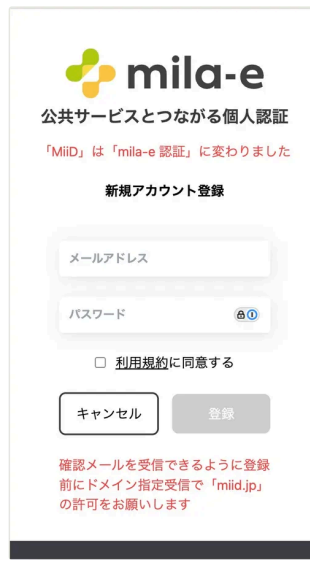 mila-e
公共サービスとつながる個人認証
「MiiD」は「mila-e 認証」に変わりました
新規アカウント登録
メールアドレス
パスワード
利用規約に同意する
キャンセル
登録
確認メールを受信できるように登録
前にドメイン指定受信で「miid.jp」
の許可をお願いします